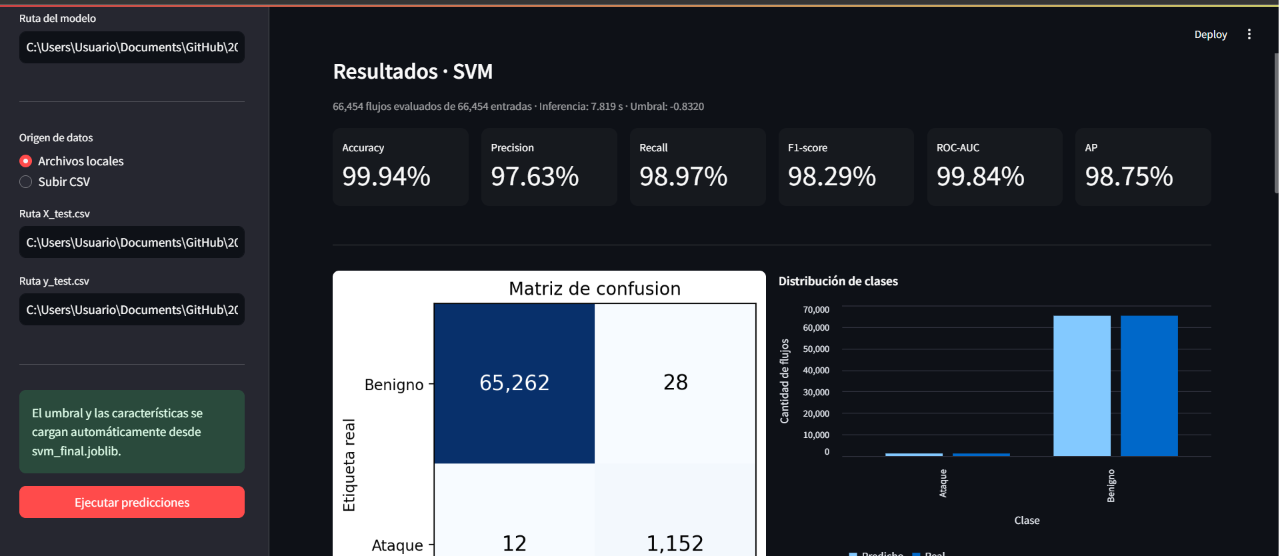 Ruta del modelo
C:\Users\Usuario\Documents\GitHub\20
Origen de datos
Archivos locales
Subir CSV
Ruta X_test.csv
C:\Users\Usuario\Documents\GitHub\20
Ruta y_test.csv
C:\Users\Usuario\Documents\GitHub\20
El umbral y las características se
cargan automáticamente desde
svm_final.joblib.
Ejecutar predicciones
Deploy
Resultados · SVM
66,454 flujos evaluados de 66,454 entradas · Inferencia: 7.819 s · Umbral: -0.8320
Accuracy
99.94%
Precision
97.63%
Recall
98.97%
F1-score
98.29%
ROC-AUC
99.84%
AP
98.75%
Matriz de confusion
Etiqueta real
Benigno
65,262
28
Ataque
12
1,152
Distribución de clases
Cantidad de flujos
70,000
60,000
50,000
40,000
30,000
20,000
10,000
0
Ataque
Benigno
Clase
Predicho
Real